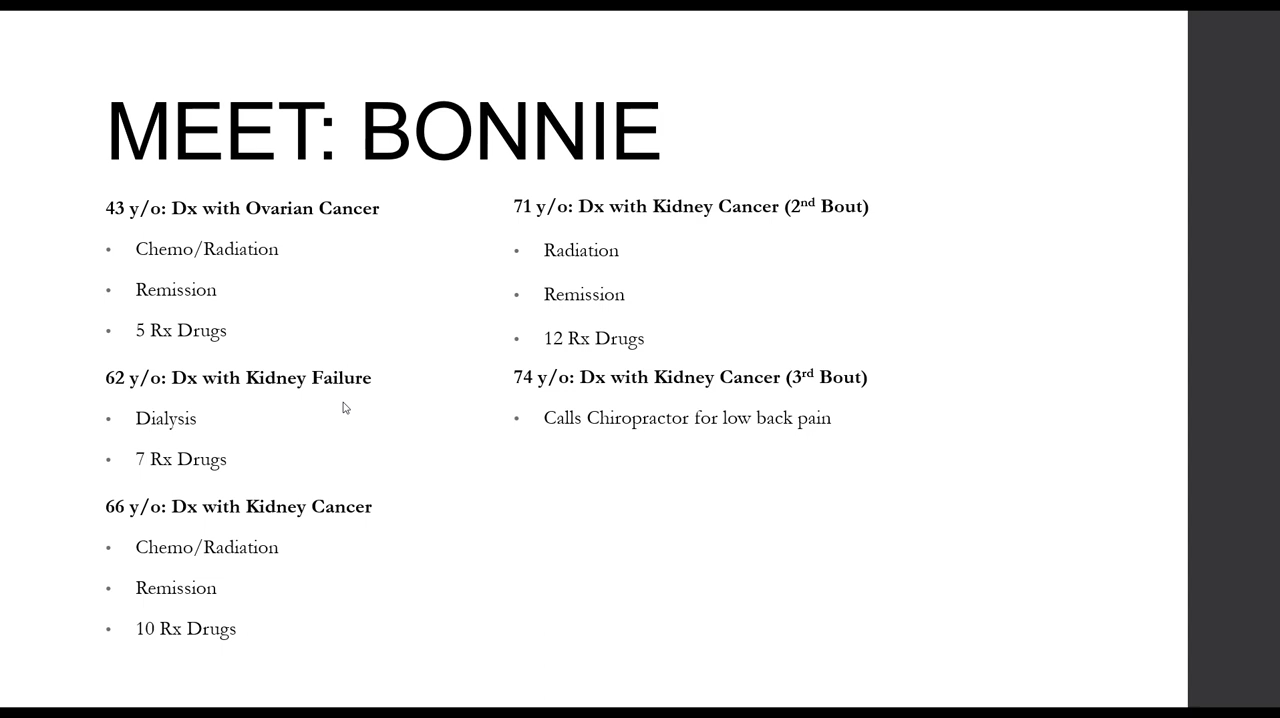 MEET: BONNIE
43 y/o: Dx with Ovarian Cancer
• Chemo/Radiation
• Remission
• 5 Rx Drugs
62 y/o: Dx with Kidney Failure
• Dialysis
• 7 Rx Drugs
66 y/o: Dx with Kidney Cancer
• Chemo/Radiation
• Remission
• 10 Rx Drugs
71 y/o: Dx with Kidney Cancer (2nd Bout)
• Radiation
• Remission
• 12 Rx Drugs
74 y/o: Dx with Kidney Cancer (3rd Bout)
• Calls Chiropractor for low back pain